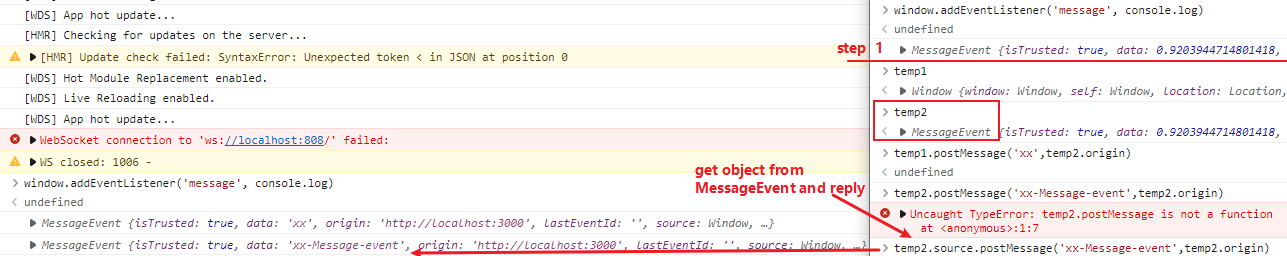 [WDS] App hot update...
[HMR] Checking for updates on the server...
[HMR] Update check failed: SyntaxError: Unexpected token < in JSON at position 0
[WDS] Hot Module Replacement enabled.
[WDS] Live Reloading enabled.
[WDS] App hot update...
WebSocket connection to 'ws://localhost:808/' failed:
WS closed: 1006 -
window.addEventListener('message', console.log)
undefined
MessageEvent {isTrusted: true, data: 'xx', origin: 'http://localhost:3000', lastEventId: '', source: Window, …}
MessageEvent {isTrusted: true, data: 'xx-Message-event', origin: 'http://localhost:3000', lastEventId: '', source: Window, …}
get object from
MessageEvent and reply
step 1
window.addEventListener('message', console.log)
undefined
MessageEvent {isTrusted: true, data: 0.9203944714801418,
temp1
Window {window: Window, self: Window, location: Location,
temp2
MessageEvent {isTrusted: true, data: 0.9203944714801418,
temp1.postMessage('xx',temp2.origin)
undefined
temp2.postMessage('xx-Message-event',temp2.origin)
Uncaught TypeError: temp2.postMessage is not a function
at <anonymous>:1:7
temp2.source.postMessage('xx-Message-event',temp2.origin)